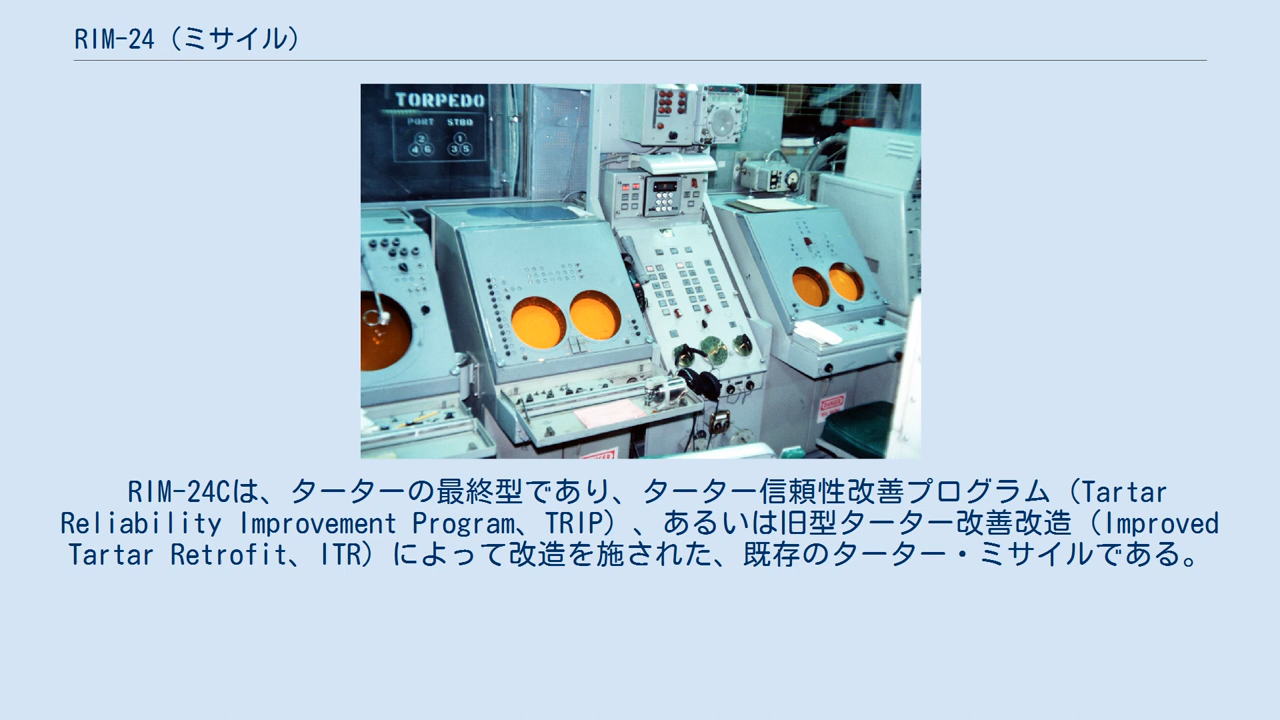 RIM-24（ミサイル）
TORPEDO
PORT STBD
2 1
4 6 3 5
RIM-24Cは、ターターの最終型であり、ターター信頼性改善プログラム（Tartar
Reliability Improvement Program、TRIP）、あるいは旧型ターター改善改造（Improved
Tartar Retrofit、ITR）によって改造を施された、既存のターター・ミサイルである。